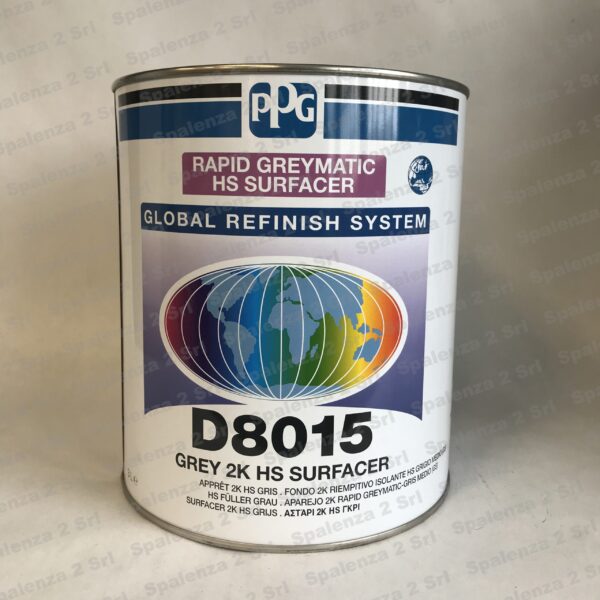 PPG
RAPID GREYMATIC
HS SURFACER
GLOBAL REFINISH SYSTEM
D8015
GREY 2K HS SURFACER
APPRÊT 2K HS GRIS . FONDO 2K RIEMPITIVO ISOLANTE HS GRIGIO MEDIO
HS FÜLLER GRAU . APAREJO 2K RAPID GREYMATIC-GRIS MEDIO
SURFACER 2K HS GRIJS . ΑΣΤΑΡΙ 2K HS ΓΚΡΙ
Spalenza 2 Srl